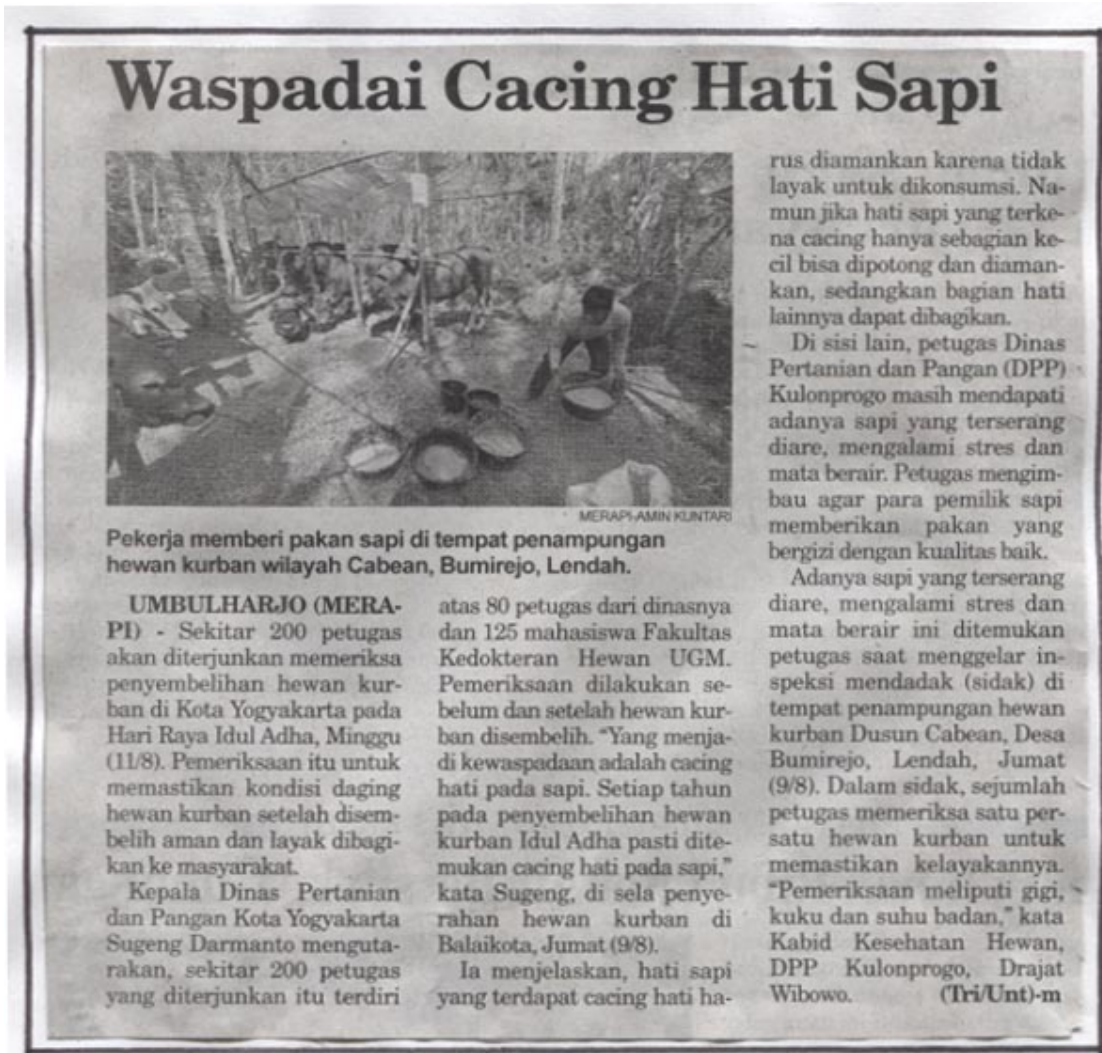 Waspadai Cacing Hati Sapi
MERAPI-AMIN KUNTARI
Pekerja memberi pakan sapi di tempat penampungan
hewan kurban wilayah Cabean, Bumirejo, Lendah.
UMBULHARJO (MERA-
PI) - Sekitar 200 petugas
akan diterjunkan memeriksa
penyembelihan hewan kur-
ban di Kota Yogyakarta pada
Hari Raya Idul Adha, Minggu
(11/8). Pemeriksaan itu untuk
memastikan kondisi daging
hewan kurban setelah disem-
belih aman dan layak dibagi-
kan ke masyarakat.
Kepala Dinas Pertanian
dan Pangan Kota Yogyakarta
Sugeng Darmanto menguta-
rakan, sekitar 200 petugas
yang diterjunkan itu terdiri
atas 80 petugas dari dinasnya
dan 125 mahasiswa Fakultas
Kedokteran Hewan UGM.
Pemeriksaan dilakukan se-
belum dan setelah hewan kur-
ban disembelih. "Yang menja-
di kewaspadaan adalah cacing
hati pada sapi. Setiap tahun
pada penyembelihan hewan
kurban Idul Adha pasti dite-
mukan cacing hati pada sapi,"
kata Sugeng, di sela penye-
rahan hewan kurban di
Balaikota, Jumat (9/8).
Ia menjelaskan, hati sapi
yang terdapat cacing hati ha-
rus diamankan karena tidak
layak untuk dikonsumsi. Na-
mun jika hati sapi yang terke-
na cacing hanya sebagian ke-
cil bisa dipotong dan diaman-
kan, sedangkan bagian hati
lainnya dapat dibagikan.
Di sisi lain, petugas Dinas
Pertanian dan Pangan (DPP)
Kulonprogo masih mendapati
adanya sapi yang terserang
diare, mengalami stres dan
mata berair. Petugas mengim-
bau agar para pemilik sapi
memberikan pakan yang
bergizi dengan kualitas baik.
Adanya sapi yang terserang
diare, mengalami stres dan
mata berair ini ditemukan
petugas saat menggelar in-
speksi mendadak (sidak) di
tempat penampungan hewan
kurban Dusun Cabean, Desa
Bumirejo, Lendah, Jumat
(9/8). Dalam sidak, sejumlah
petugas memeriksa satu per-
satu hewan kurban untuk
memastikan kelayakannya.
"Pemeriksaan meliputi gigi,
kuku dan suhu badan," kata
Kabid Kesehatan Hewan,
DPP Kulonprogo, Drajat
Wibowo. (Tri/Unt)-m